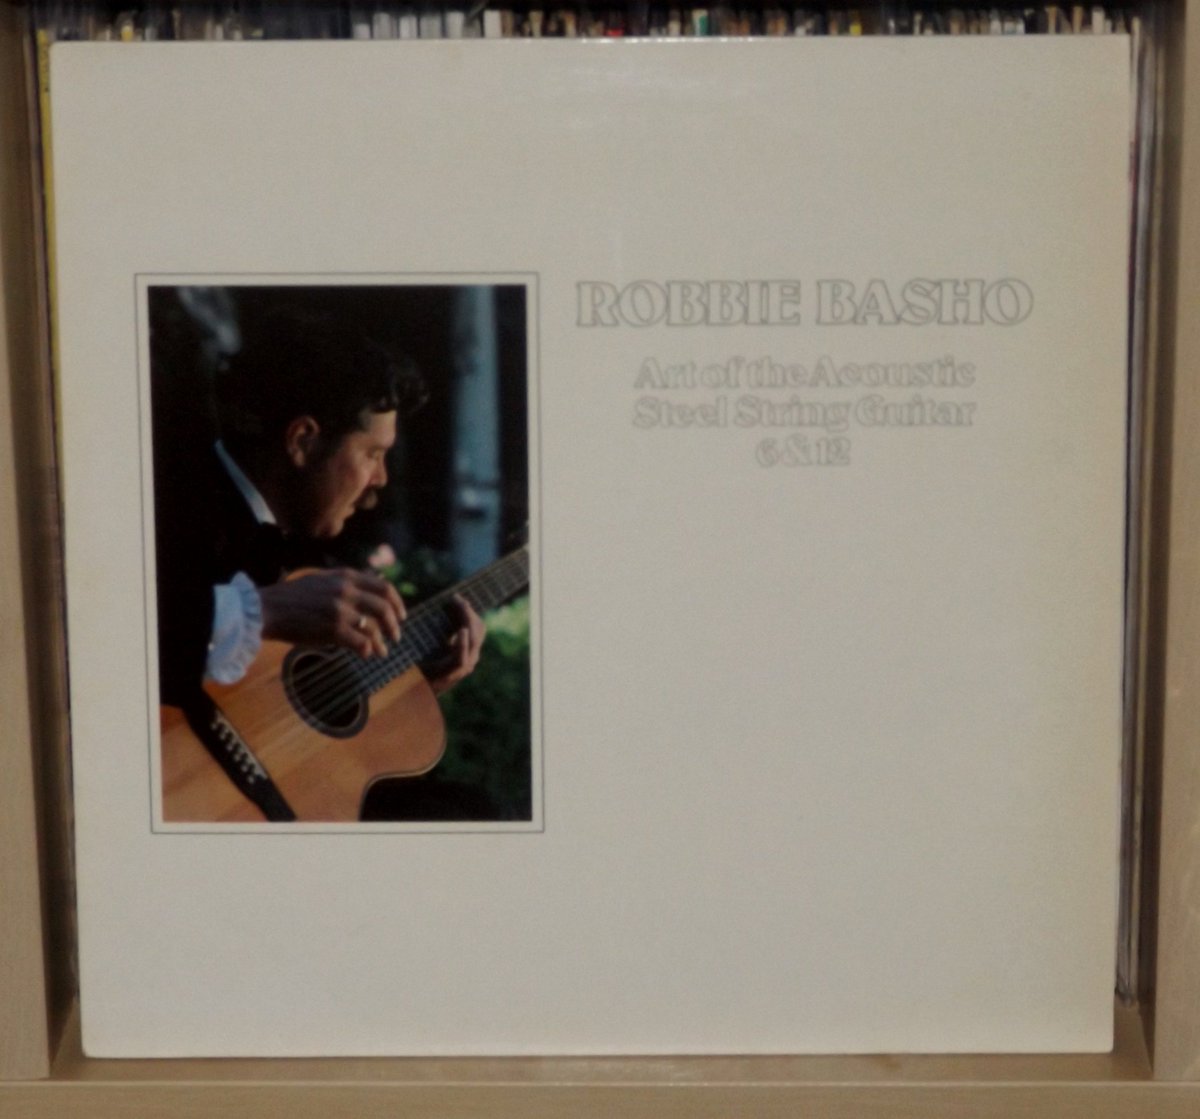 ROBBIE BASHO
Art of the Acoustic
Steel String Guitar
6 & 12